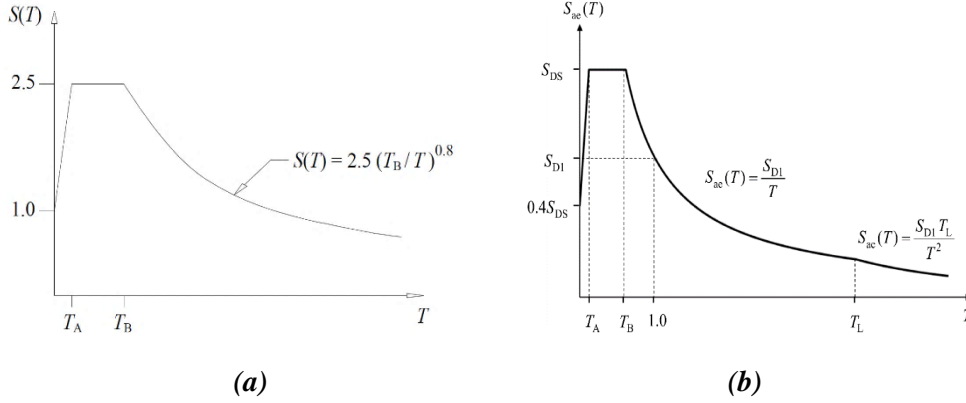 S(T)
2.5
S(T) = 2.5 (T_B / T)^0.8
1.0
T_A T_B T
(a)
S_ae(T)
S_DS
S_D1
S_ae(T) = S_D1 / T
0.4S_DS
S_ae(T) = S_D1 T_L / T^2
T_A T_B 1.0 T_L
(b)